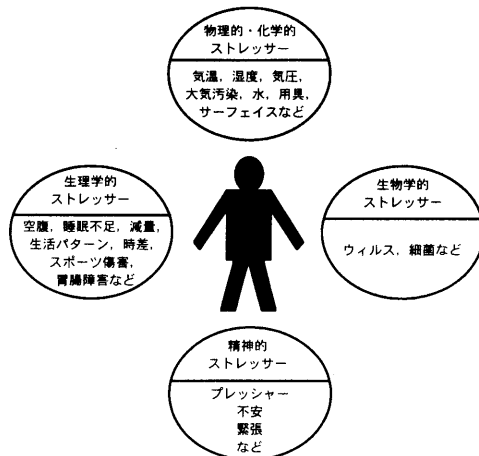 物理的・化学的
ストレッサー
気温，湿度，気圧，
大気汚染，水，用具，
サーフェイスなど
生理学的
ストレッサー
空腹，睡眠不足，減量，
生活パターン，時差，
スポーツ傷害，
胃腸障害など
生物学的
ストレッサー
ウィルス，細菌など
精神的
ストレッサー
プレッシャー
不安
緊張
など